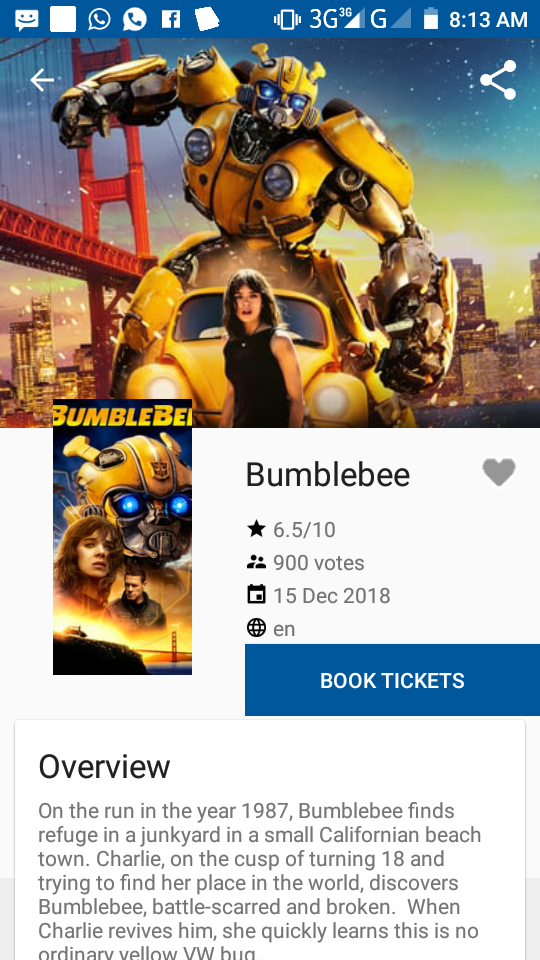 3G 3G G 8:13 AM
BUMBLEBEE
Bumblebee
6.5/10
900 votes
15 Dec 2018
en
BOOK TICKETS
Overview
On the run in the year 1987, Bumblebee finds
refuge in a junkyard in a small Californian beach
town. Charlie, on the cusp of turning 18 and
trying to find her place in the world, discovers
Bumblebee, battle-scarred and broken.  When
Charlie revives him, she quickly learns this is no
ordinary yellow VW bug.